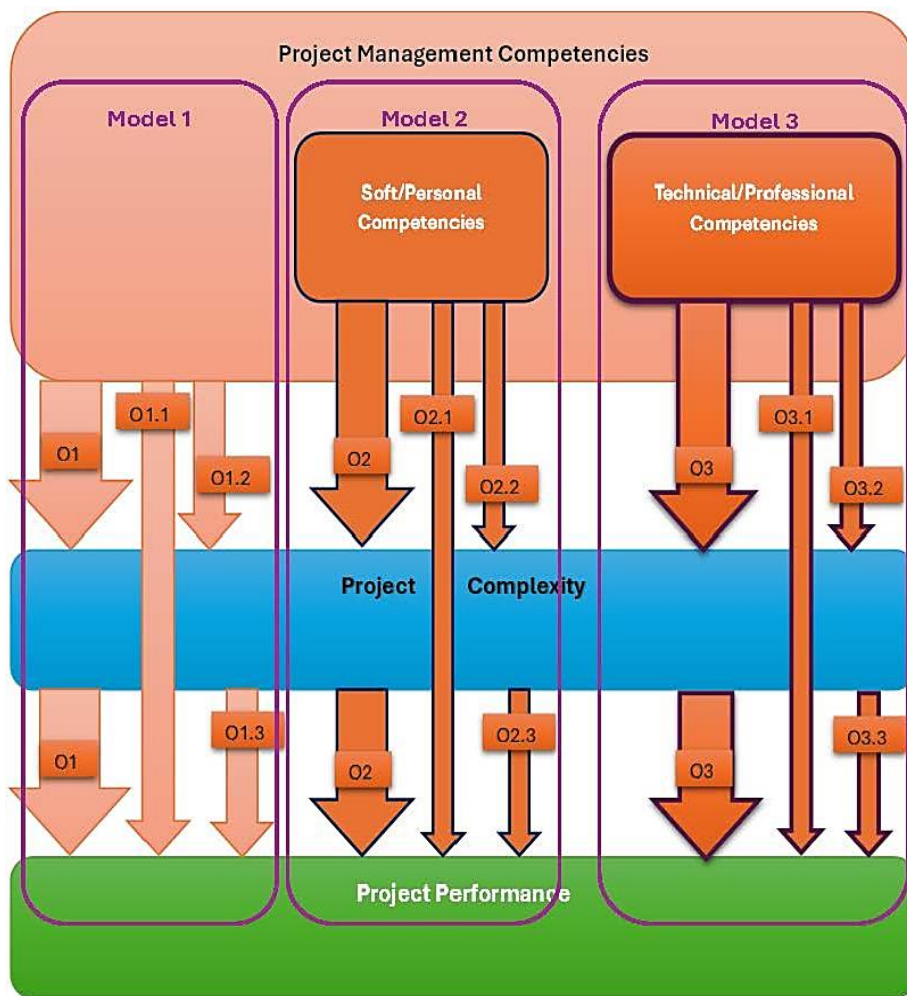 Project Management Competencies
Model 1
Model 2
Model 3
Soft/Personal
Competencies
Technical/Professional
Competencies
O1
O1.1
O1.2
O2
O2.1
O2.2
O3
O3.1
O3.2
Project Complexity
O1
O1.3
O2
O2.3
O3
O3.3
Project Performance